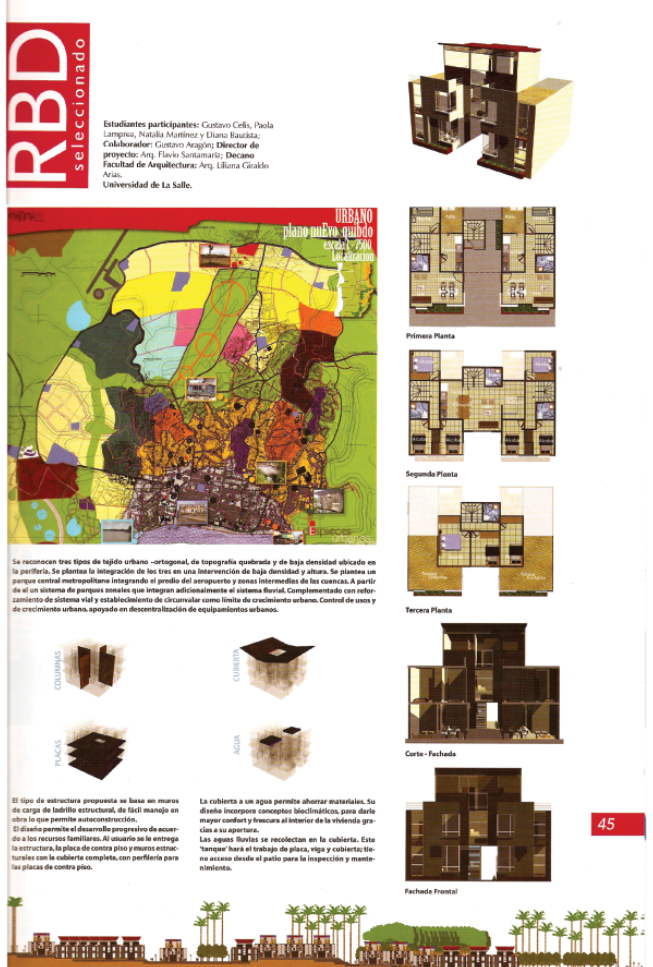 RBD
seleccionado
Estudiantes participantes: Gustavo Celis, Paola
Lamprea, Natalia Martínez y Diana Bautista;
Colaborador: Gustavo Aragón; Director de
proyecto: Arq. Flavio Santamaría; Decano
Facultad de Arquitectura: Arq. Liliana Giraldo
Arias.
Universidad de La Salle.
URBANO
plano nuEvo quibdo
escala 1-7500
Localizacion
Se reconocen tres tipos de tejido urbano –ortogonal, de topografía quebrada y de baja densidad ubicado en
la periferia. Se plantea la integración de los tres en una intervención de baja densidad y altura. Se plantea un
parque central metropolitano integrando el predio del aeropuerto y zonas intermedias de las cuencas. A partir
de el un sistema de parques zonales que integran adicionalmente el sistema fluvial. Complementado con refor-
zamiento de sistema vial y establecimiento de circunvalar como límite de crecimiento urbano. Control de usos y
de crecimiento urbano, apoyado en descentralización de equipamientos urbanos.
COLUMNAS
CUBIERTA
PLACAS
AGUA
El tipo de estructura propuesta se basa en muros
de carga de ladrillo estructural, de fácil manejo en
obra lo que permite autoconstrucción.
El diseño permite el desarrollo progresivo de acuer-
do a los recursos familiares. Al usuario se le entrega
la estructura, la placa de contra piso y muros estruc-
turales con la cubierta completa, con perfilería para
las placas de contra piso.
La cubierta a un agua permite ahorrar materiales. Su
diseño incorpora conceptos bioclimáticos, para darle
mayor confort y frescura al interior de la vivienda gra-
cias a su apertura.
Las aguas lluvias se recolectan en la cubierta. Este
'tanque' hará el trabajo de placa, viga y cubierta; tie-
ne acceso desde el patio para la inspección y mante-
nimiento.
Primera Planta
Alcoba
Alcoba
Alcoba
Alcoba
Segunda Planta
Tercera Planta
Corte - Fachada
Fachada Frontal
45